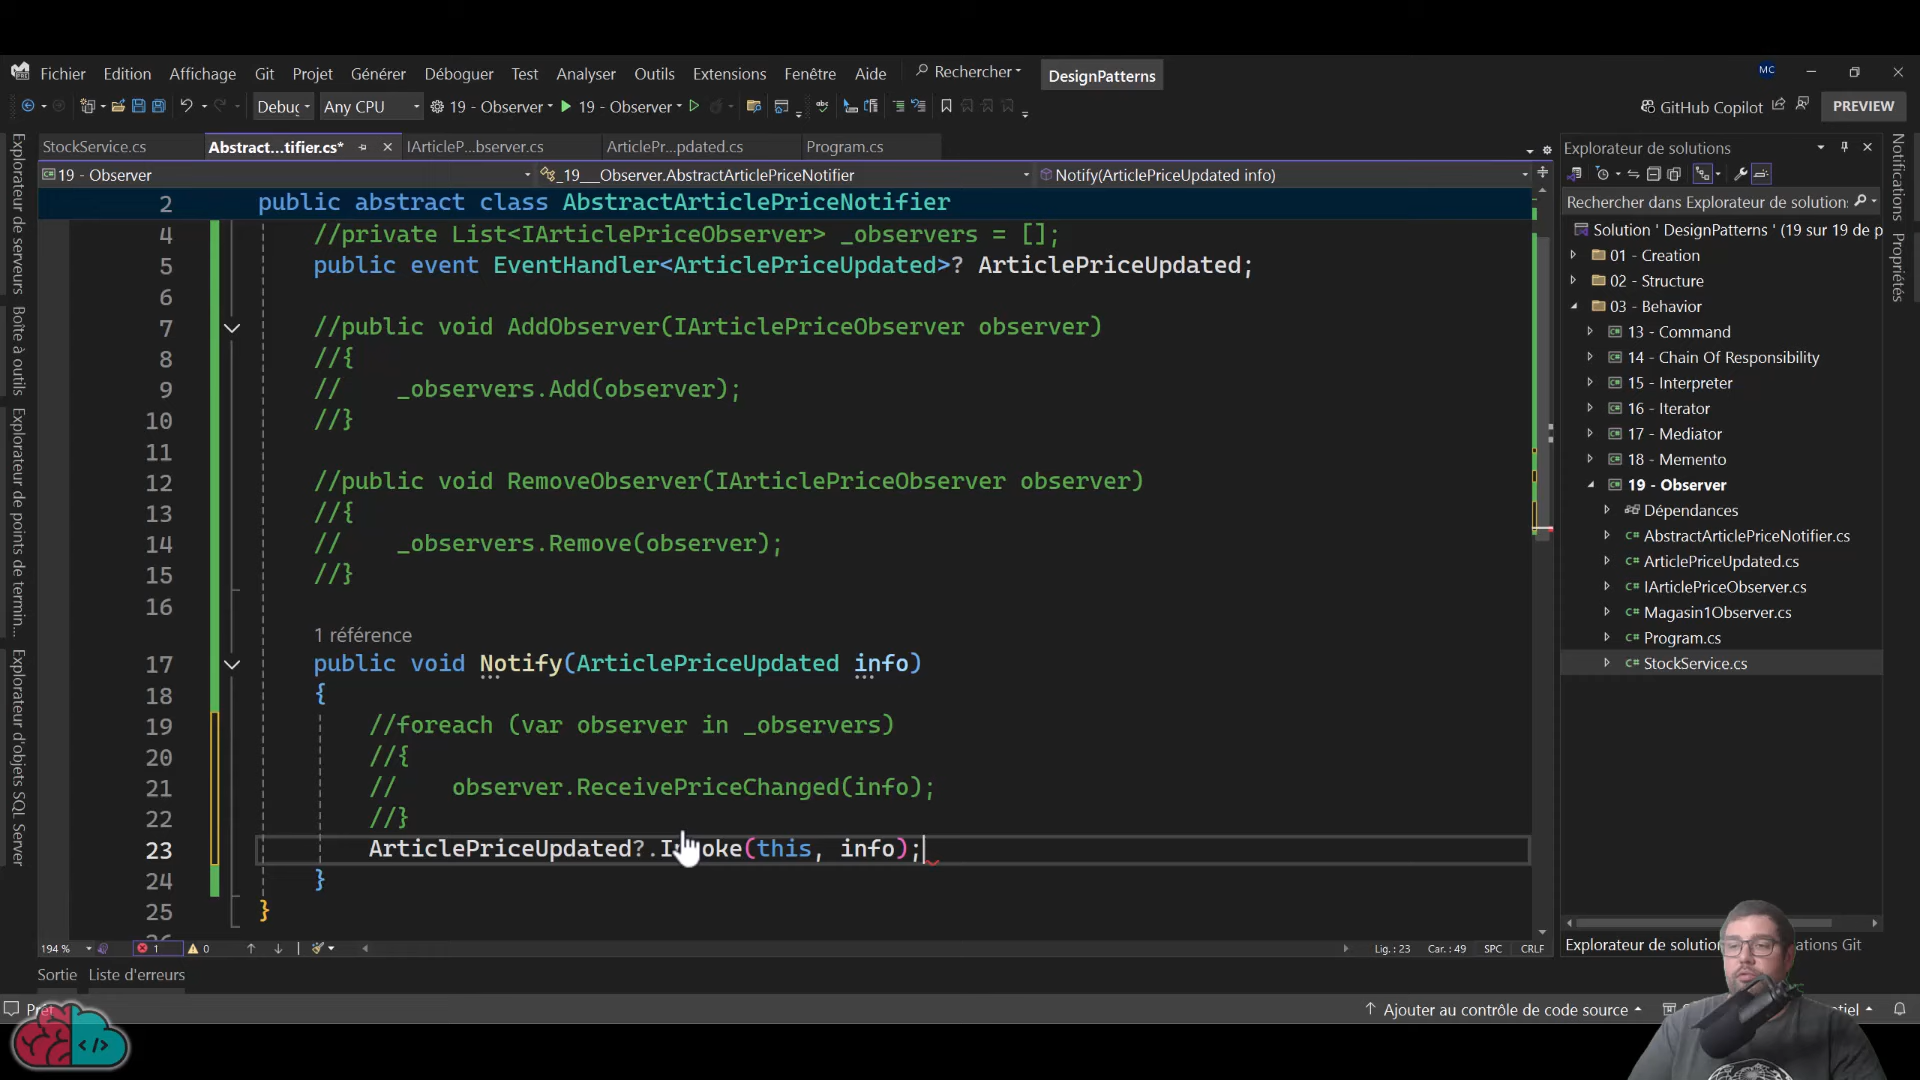 Fichier Edition Affichage Git Projet Générer Déboguer Test Analyser Outils Extensions Fenêtre Aide Rechercher DesignPatterns MC
Debug Any CPU 19 - Observer 19 - Observer GitHub Copilot PREVIEW
StockService.cs Abstract...tifier.cs* IArticleP...bserver.cs ArticlePr...pdated.cs Program.cs
19 - Observer _19___Observer.AbstractArticlePriceNotifier Notify(ArticlePriceUpdated info)
2 public abstract class AbstractArticlePriceNotifier
4 //private List<IArticlePriceObserver> _observers = [];
5 public event EventHandler<ArticlePriceUpdated>? ArticlePriceUpdated;
6
7 //public void AddObserver(IArticlePriceObserver observer)
8 //{
9 // _observers.Add(observer);
10 //}
11
12 //public void RemoveObserver(IArticlePriceObserver observer)
13 //{
14 // _observers.Remove(observer);
15 //}
16
1 référence
17 public void Notify(ArticlePriceUpdated info)
18 {
19 //foreach (var observer in _observers)
20 //{
21 // observer.ReceivePriceChanged(info);
22 //}
23 ArticlePriceUpdated?.Invoke(this, info);
24 }
25 }
194 % 1 0 Lig.: 23 Car.: 49 SPC CRLF
Sortie Liste d'erreurs
Ajouter au contrôle de code source
Explorateur de serveurs
Boîte à outils
Explorateur de points de termin...
Explorateur d'objets SQL Server
Explorateur de solutions
Rechercher dans Explorateur de solution:
Solution ' DesignPatterns ' (19 sur 19 de p
01 - Creation
02 - Structure
03 - Behavior
13 - Command
14 - Chain Of Responsibility
15 - Interpreter
16 - Iterator
17 - Mediator
18 - Memento
19 - Observer
Dépendances
C# AbstractArticlePriceNotifier.cs
C# ArticlePriceUpdated.cs
C# IArticlePriceObserver.cs
C# Magasin1Observer.cs
C# Program.cs
C# StockService.cs
Explorateur de solution Git
Notifications
Propriétés